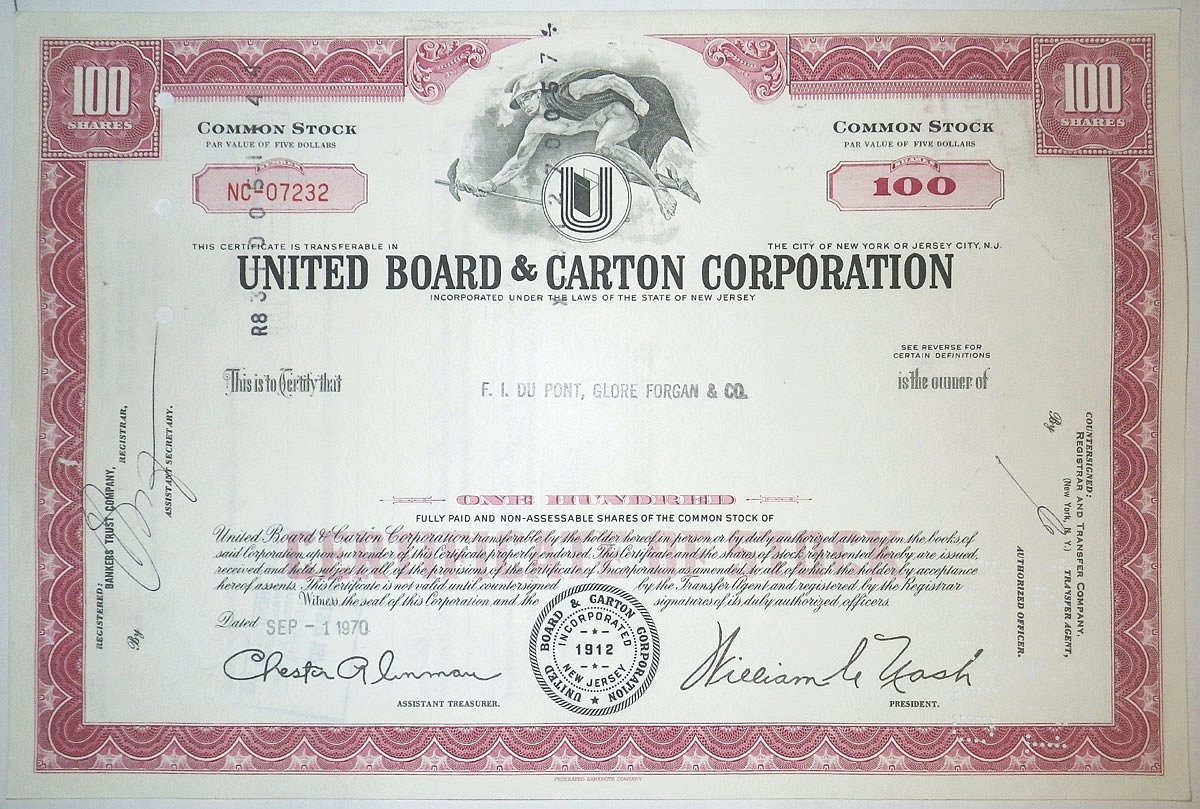 100
SHARES
100
SHARES
COMMON STOCK
PAR VALUE OF FIVE DOLLARS
COMMON STOCK
PAR VALUE OF FIVE DOLLARS
NC-07232
SHARES
100
THIS CERTIFICATE IS TRANSFERABLE IN
THE CITY OF NEW YORK OR JERSEY CITY, N.J.
UNITED BOARD & CARTON CORPORATION
INCORPORATED UNDER THE LAWS OF THE STATE OF NEW JERSEY
SEE REVERSE FOR
CERTAIN DEFINITIONS
This is to Certify that
F. I. DU PONT, GLORE FORGAN & CO.
is the owner of
ONE HUNDRED
FULLY PAID AND NON-ASSESSABLE SHARES OF THE COMMON STOCK OF
United Board & Carton Corporation, transferable by the holder hereof in person or by duly authorized attorney on the books of
said Corporation upon surrender of this Certificate properly endorsed. This Certificate and the shares of stock represented hereby are issued,
received and held subject to all of the provisions of the Certificate of Incorporation as amended, to all of which the holder by acceptance
hereof assents. This Certificate is not valid until countersigned by the Transfer Agent and registered by the Registrar
Witness the seal of this Corporation and the signatures of its duly authorized officers.
Dated SEP - 1 1970
UNITED BOARD & CARTON CORPORATION
INCORPORATED
1912
NEW JERSEY
ASSISTANT TREASURER.
William C Nash
PRESIDENT.
REGISTERED:
BANKERS TRUST COMPANY,
REGISTRAR,
By
ASSISTANT SECRETARY.
COUNTERSIGNED:
REGISTRAR AND TRANSFER COMPANY,
(New York, N. Y.)
TRANSFER AGENT,
By
AUTHORIZED OFFICER.
FEDERATED BANKNOTE COMPANY